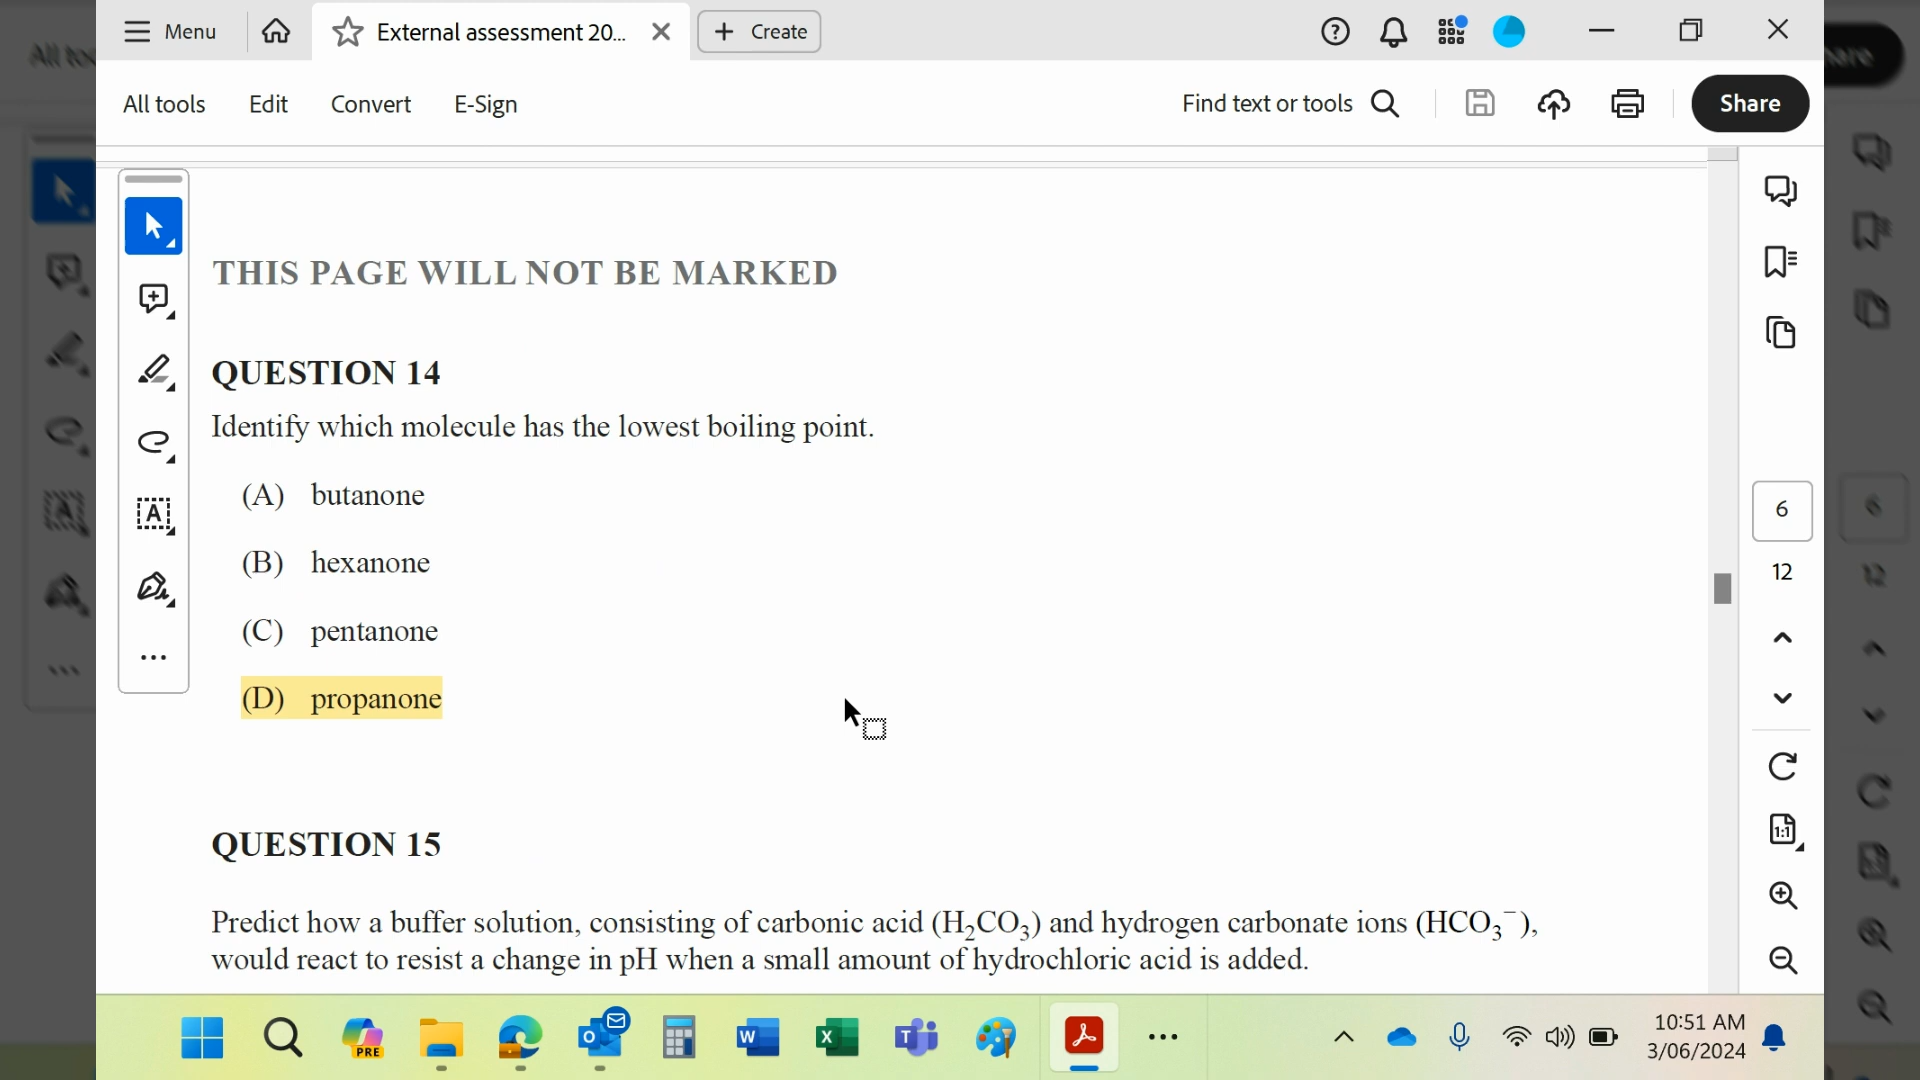 Menu
External assessment 20...
Create
All tools
Edit
Convert
E-Sign
Find text or tools
Share
THIS PAGE WILL NOT BE MARKED
QUESTION 14
Identify which molecule has the lowest boiling point.
(A) butanone
(B) hexanone
(C) pentanone
(D) propanone
6
12
QUESTION 15
Predict how a buffer solution, consisting of carbonic acid (H₂CO₃) and hydrogen carbonate ions (HCO₃⁻),
would react to resist a change in pH when a small amount of hydrochloric acid is added.
1:1
PRE
10:51 AM
3/06/2024